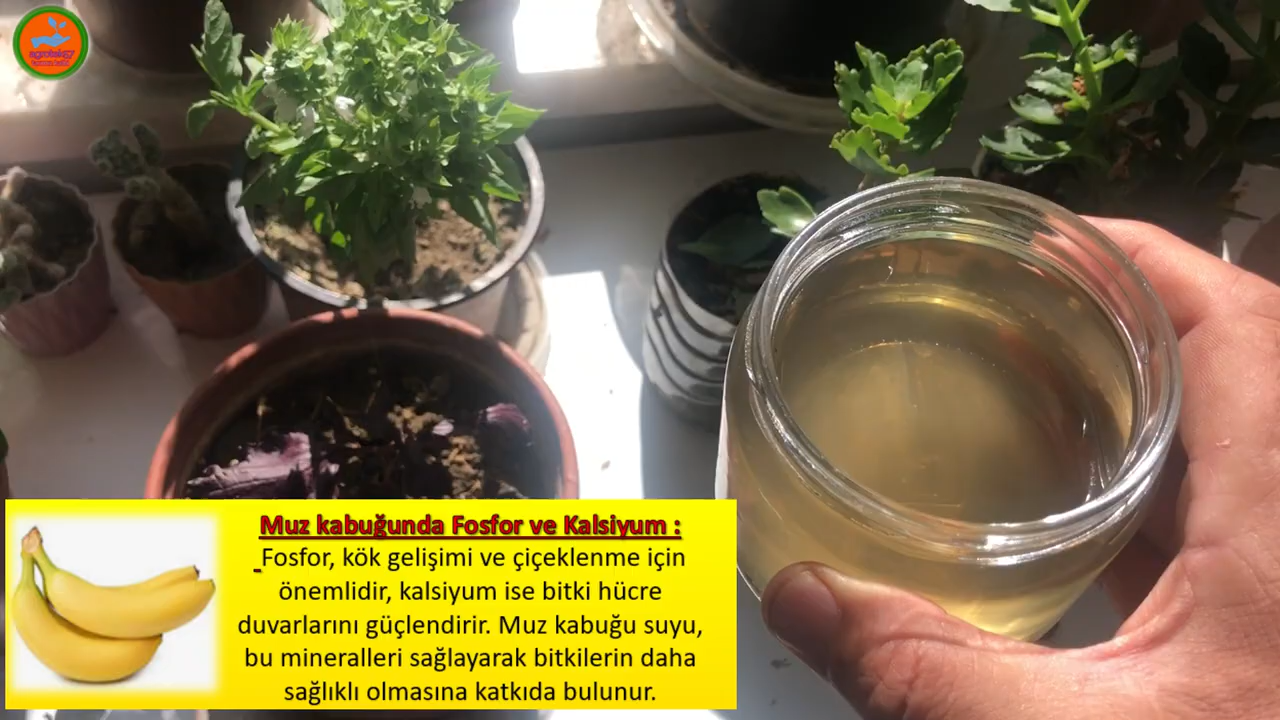 Muz kabuğunda Fosfor ve Kalsiyum :
Fosfor, kök gelişimi ve çiçeklenme için
önemlidir, kalsiyum ise bitki hücre
duvarlarını güçlendirir. Muz kabuğu suyu,
bu mineralleri sağlayarak bitkilerin daha
sağlıklı olmasına katkıda bulunur.